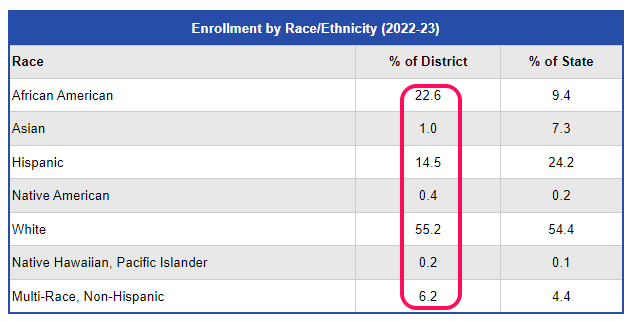 Enrollment by Race/Ethnicity (2022-23)
Race % of District % of State
African American 22.6 9.4
Asian 1.0 7.3
Hispanic 14.5 24.2
Native American 0.4 0.2
White 55.2 54.4
Native Hawaiian, Pacific Islander 0.2 0.1
Multi-Race, Non-Hispanic 6.2 4.4